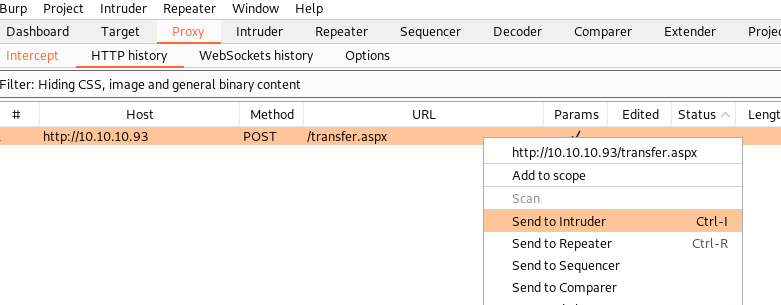 Burp Project Intruder Repeater Window Help
Dashboard Target Proxy Intruder Repeater Sequencer Decoder Comparer Extender Projec
Intercept HTTP history WebSockets history Options
Filter: Hiding CSS, image and general binary content
# Host Method URL Params Edited Status Lengt
http://10.10.10.93 POST /transfer.aspx ✓
http://10.10.10.93/transfer.aspx
Add to scope
Scan
Send to Intruder Ctrl-I
Send to Repeater Ctrl-R
Send to Sequencer
Send to Comparer